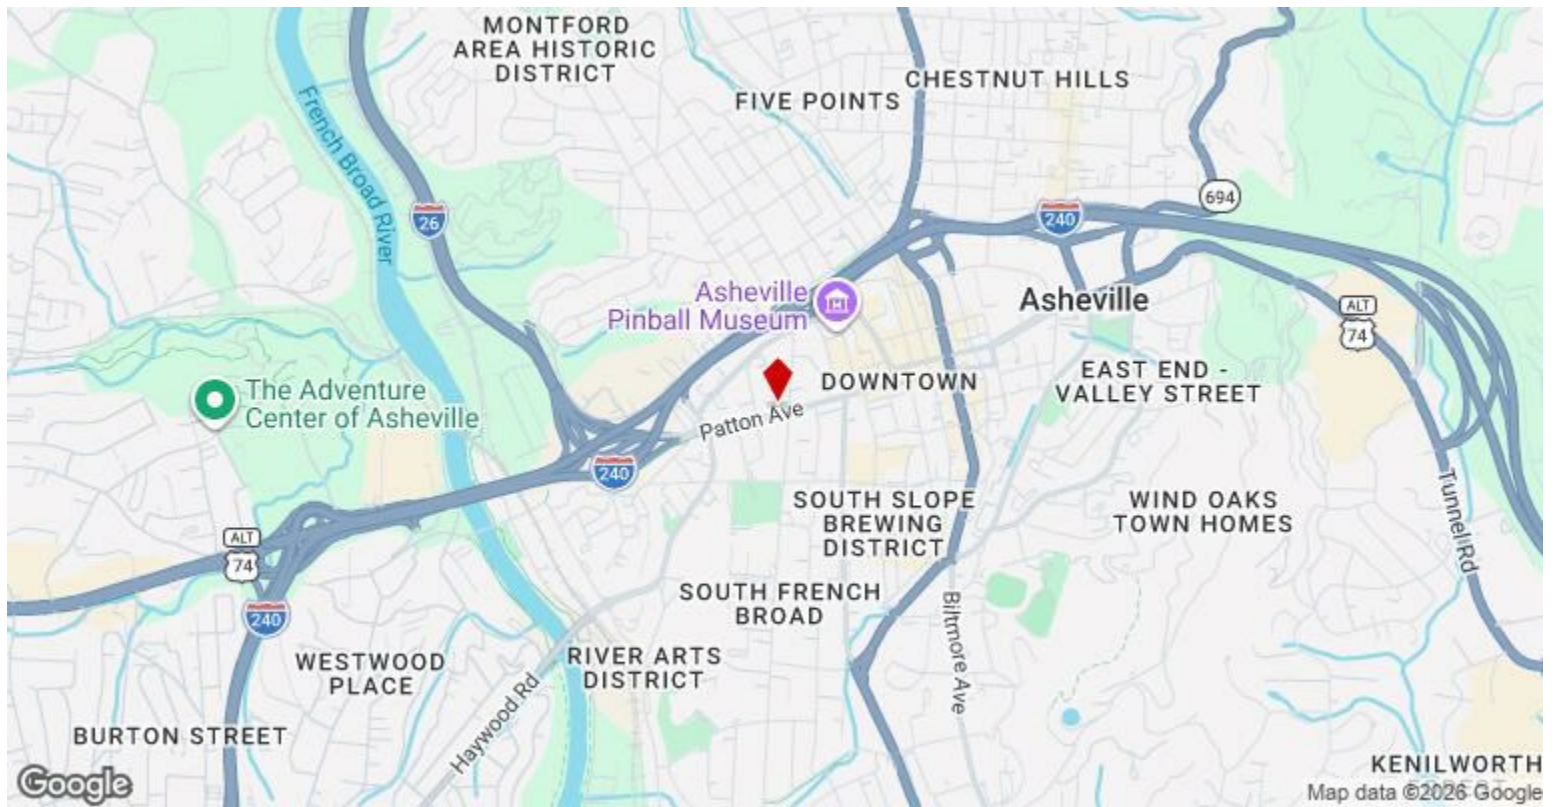 MONTFORD
AREA HISTORIC
DISTRICT
CHESTNUT HILLS
FIVE POINTS
French Broad River
26
694
240
Asheville
Pinball Museum
Asheville
ALT
74
The Adventure
Center of Asheville
DOWNTOWN
EAST END -
VALLEY STREET
Patton Ave
240
SOUTH SLOPE
BREWING
DISTRICT
WIND OAKS
TOWN HOMES
Tunnel Rd
ALT
74
240
SOUTH FRENCH
BROAD
Biltmore Ave
WESTWOOD
PLACE
RIVER ARTS
DISTRICT
Haywood Rd
BURTON STREET
KENILWORTH
Google
Map data ©2026 Google